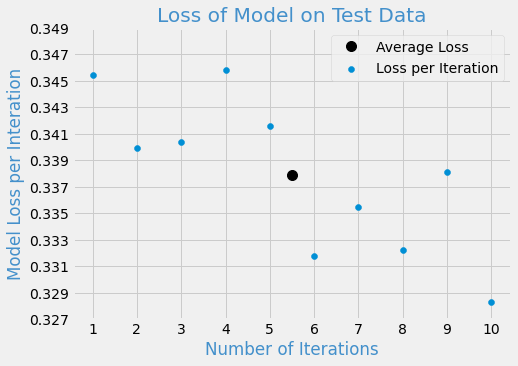 Loss of Model on Test Data
0.349
0.347
0.345
0.343
0.341
0.339
0.337
0.335
0.333
0.331
0.329
0.327
Model Loss per Interation
Average Loss
Loss per Iteration
1 2 3 4 5 6 7 8 9 10
Number of Iterations